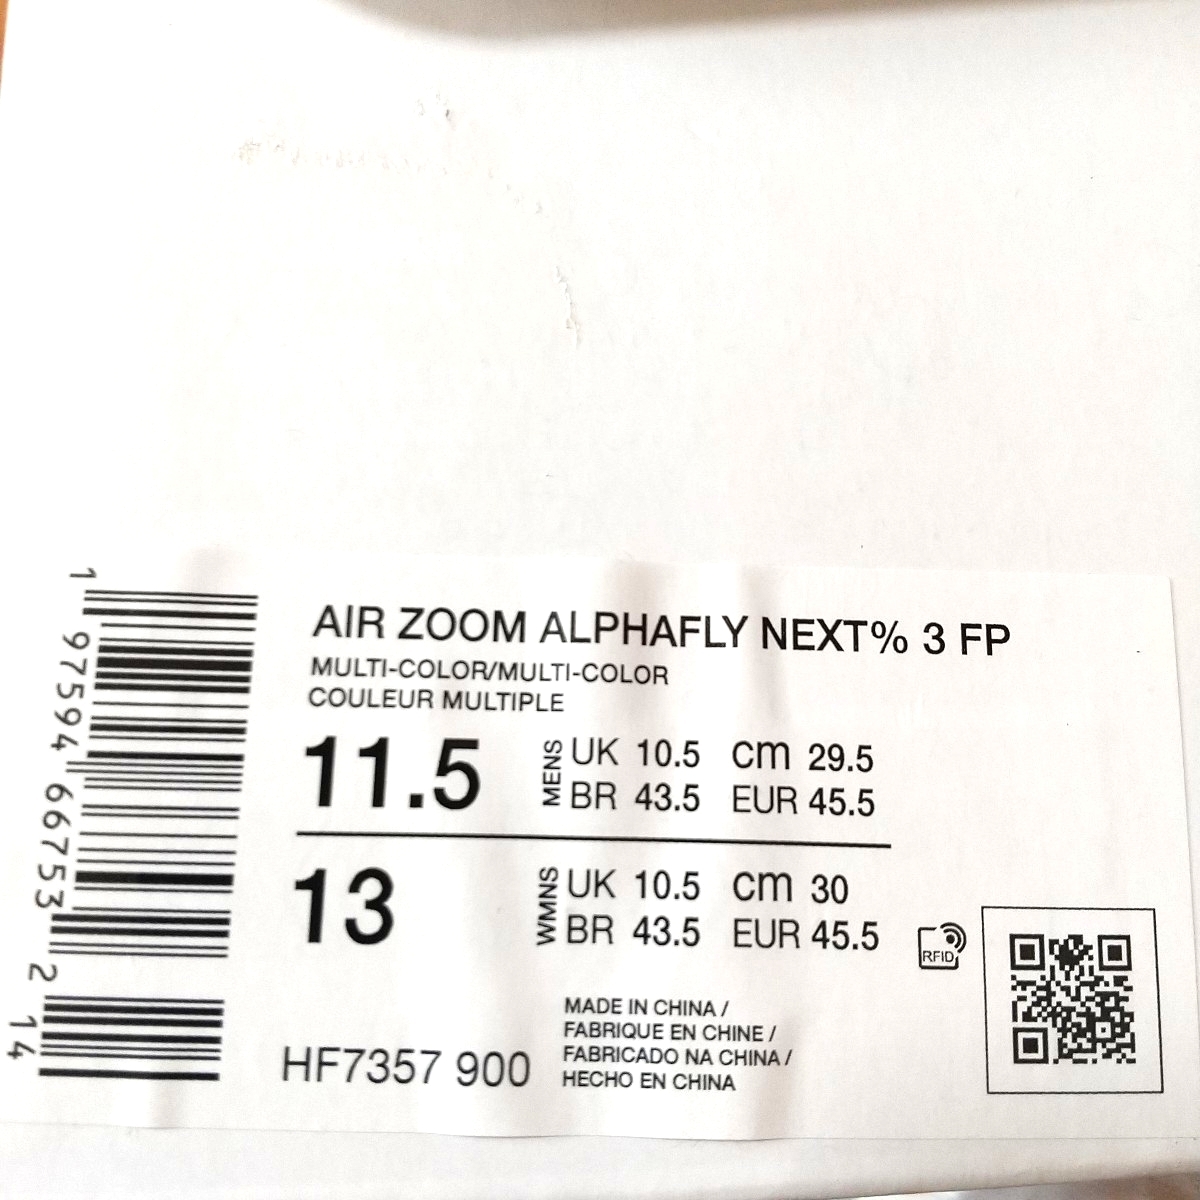 AIR ZOOM ALPHAFLY NEXT% 3 FP
MULTI-COLOR/MULTI-COLOR
COULEUR MULTIPLE
11.5 MENS UK 10.5 cm 29.5
BR 43.5 EUR 45.5
13 WMNS UK 10.5 cm 30
BR 43.5 EUR 45.5
RFID
MADE IN CHINA /
FABRIQUE EN CHINE /
FABRICADO NA CHINA /
HECHO EN CHINA
HF7357 900
1 97594 66753 2 14